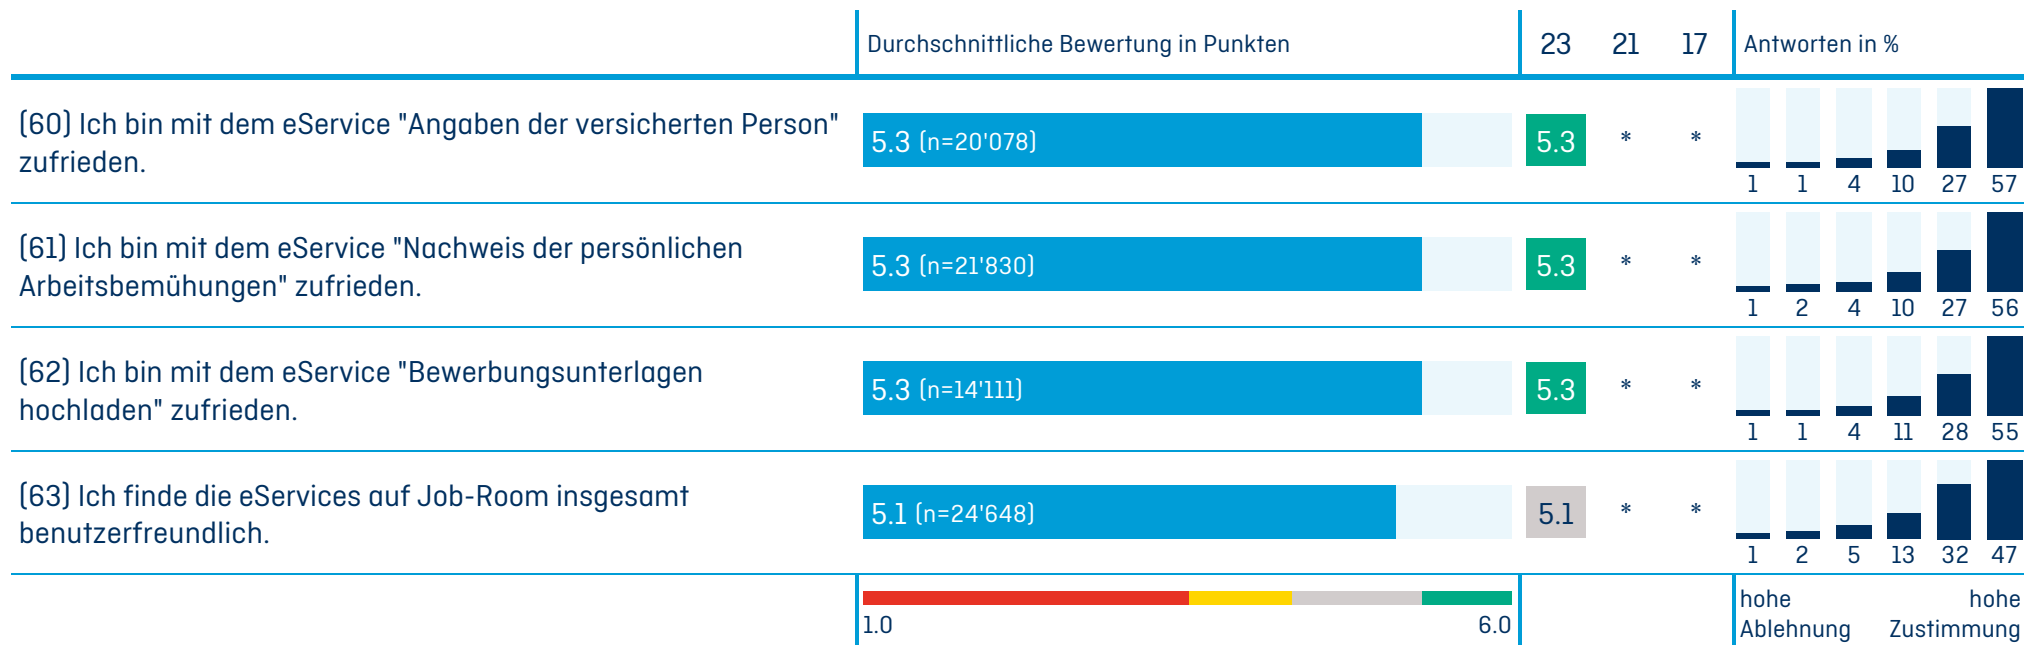 Durchschnittliche Bewertung in Punkten 23 21 17 Antworten in %
(60) Ich bin mit dem eService "Angaben der versicherten Person"
zufrieden.
5.3 (n=20'078) 5.3 * *
1 1 4 10 27 57
(61) Ich bin mit dem eService "Nachweis der persönlichen
Arbeitsbemühungen" zufrieden.
5.3 (n=21'830) 5.3 * *
1 2 4 10 27 56
(62) Ich bin mit dem eService "Bewerbungsunterlagen
hochladen" zufrieden.
5.3 (n=14'111) 5.3 * *
1 1 4 11 28 55
(63) Ich finde die eServices auf Job-Room insgesamt
benutzerfreundlich.
5.1 (n=24'648) 5.1 * *
1 2 5 13 32 47
1.0 6.0
hohe hohe
Ablehnung Zustimmung